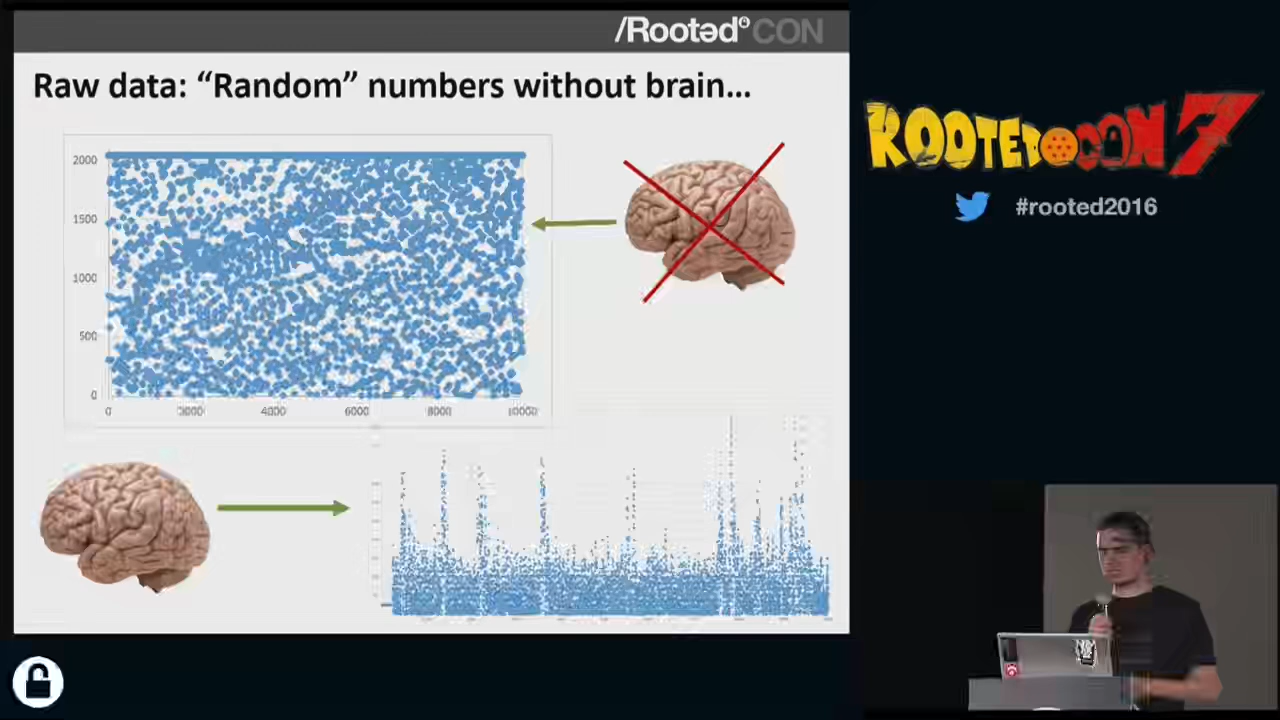 /Rootəd CON
Raw data: “Random” numbers without brain...
2000
1500
1000
500
0
0 2000 4000 6000 8000 10000
ROOTEDCON 7
#rooted2016